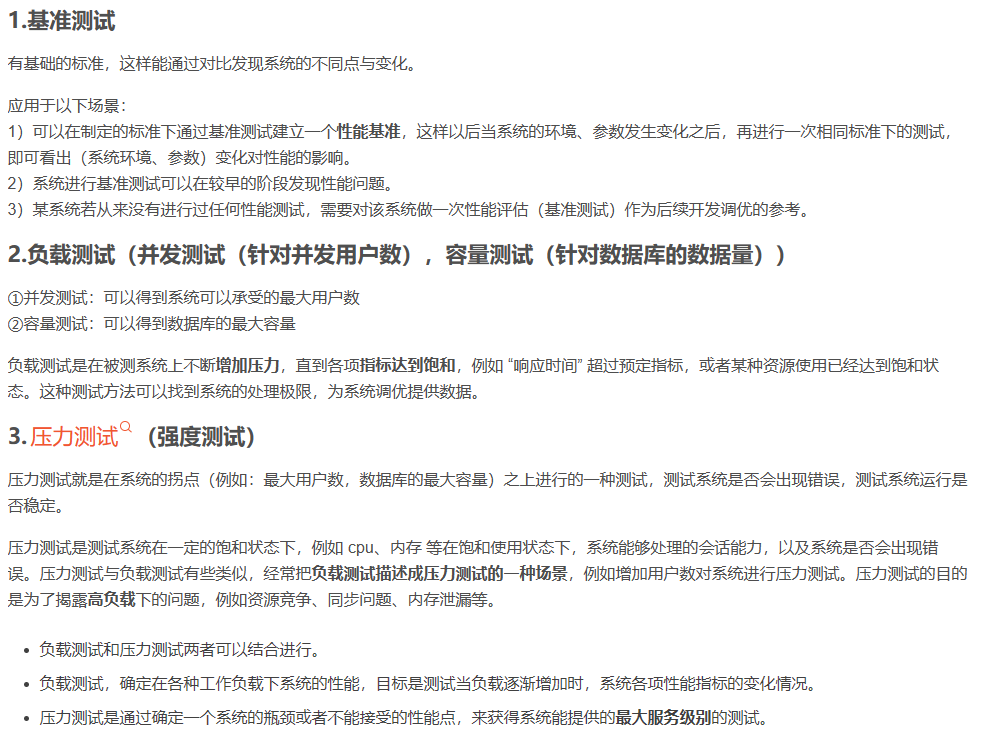 1.基准测试
有基础的标准，这样能通过对比发现系统的不同点与变化。
应用于以下场景：
1）可以在制定的标准下通过基准测试建立一个性能基准，这样以后当系统的环境、参数发生变化之后，再进行一次相同标准下的测试，
即可看出（系统环境、参数）变化对性能的影响。
2）系统进行基准测试可以在较早的阶段发现性能问题。
3）某系统若从来没有进行过任何性能测试，需要对该系统做一次性能评估（基准测试）作为后续开发调优的参考。
2.负载测试（并发测试（针对并发用户数），容量测试（针对数据库的数据量））
①并发测试：可以得到系统可以承受的最大用户数
②容量测试：可以得到数据库的最大容量
负载测试是在被测系统上不断增加压力，直到各项指标达到饱和，例如 “响应时间” 超过预定指标，或者某种资源使用已经达到饱和状
态。这种测试方法可以找到系统的处理极限，为系统调优提供数据。
3.压力测试（强度测试）
压力测试就是在系统的拐点（例如：最大用户数，数据库的最大容量）之上进行的一种测试，测试系统是否会出现错误，测试系统运行是
否稳定。
压力测试是测试系统在一定的饱和状态下，例如 cpu、内存 等在饱和使用状态下，系统能够处理的会话能力，以及系统是否会出现错
误。压力测试与负载测试有些类似，经常把负载测试描述成压力测试的一种场景，例如增加用户数对系统进行压力测试。压力测试的目的
是为了揭露高负载下的问题，例如资源竞争、同步问题、内存泄漏等。
• 负载测试和压力测试两者可以结合进行。
• 负载测试，确定在各种工作负载下系统的性能，目标是测试当负载逐渐增加时，系统各项性能指标的变化情况。
• 压力测试是通过确定一个系统的瓶颈或者不能接受的性能点，来获得系统能提供的最大服务级别的测试。